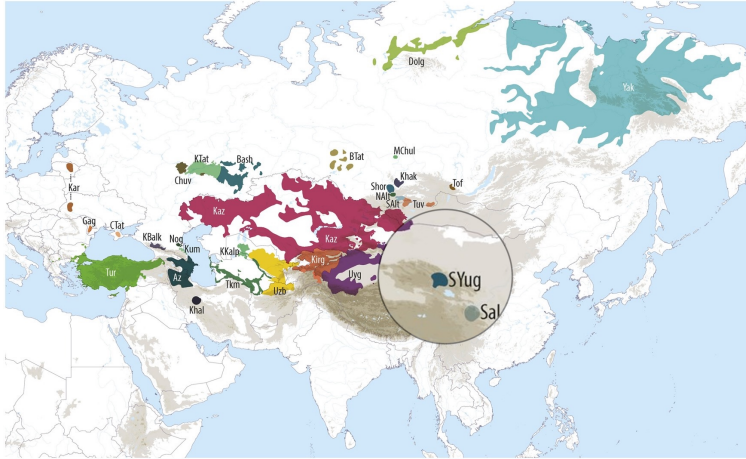 Dolg
Yak
MChul
KTat
Bash
BTat
Chuv
Khak
Kar
Shor
Tof
NAlt
SAlt
Tuv
Kaz
Gag
CTat
KBalk
Nog
Kum
KKalp
Kaz
Kirg
Tur
Az
Uyg
SYug
Tkm
Uzb
Khal
Sal